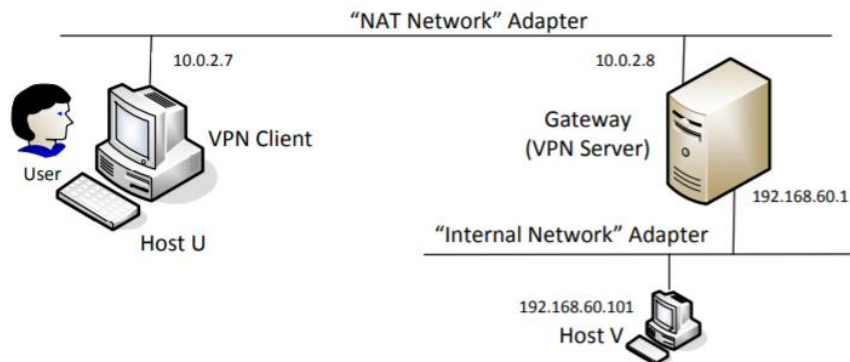 “NAT Network” Adapter
10.0.2.7
10.0.2.8
VPN Client
Gateway
(VPN Server)
User
192.168.60.1
Host U
“Internal Network” Adapter
192.168.60.101
Host V